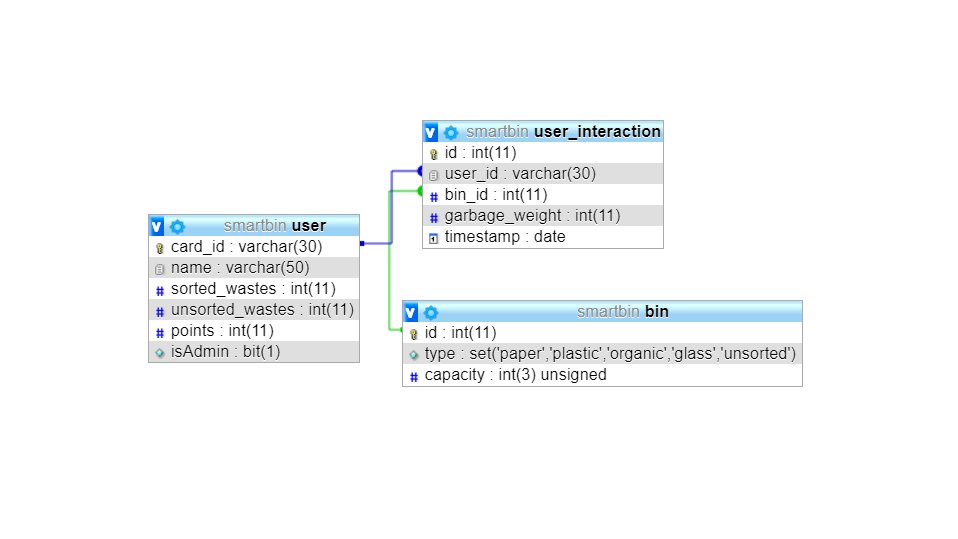 smartbin user_interaction
id : int(11)
user_id : varchar(30)
bin_id : int(11)
garbage_weight : int(11)
timestamp : date
smartbin user
card_id : varchar(30)
name : varchar(50)
sorted_wastes : int(11)
unsorted_wastes : int(11)
points : int(11)
isAdmin : bit(1)
smartbin bin
id : int(11)
type : set('paper','plastic','organic','glass','unsorted')
capacity : int(3) unsigned